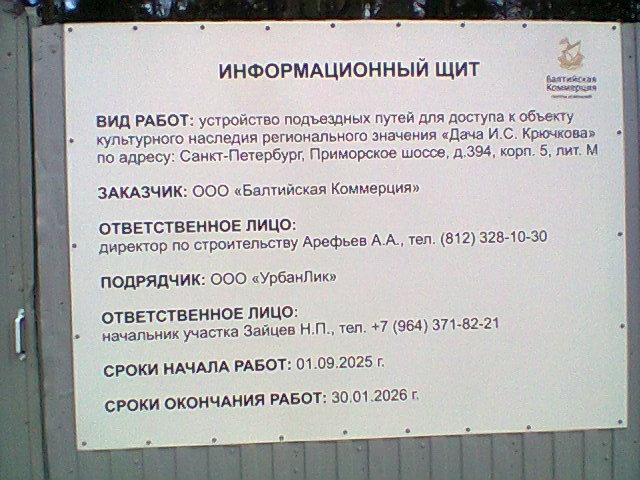 ИНФОРМАЦИОННЫЙ ЩИТ
Балтийская
Коммерция
ВИД РАБОТ: устройство подъездных путей для доступа к объекту
культурного наследия регионального значения «Дача И.С. Крючкова»
по адресу: Санкт-Петербург, Приморское шоссе, д.394, корп. 5, лит. М
ЗАКАЗЧИК: ООО «Балтийская Коммерция»
ОТВЕТСТВЕННОЕ ЛИЦО:
директор по строительству Арефьев А.А., тел. (812) 328-10-30
ПОДРЯДЧИК: ООО «УрбанЛик»
ОТВЕТСТВЕННОЕ ЛИЦО:
начальник участка Зайцев Н.П., тел. +7 (964) 371-82-21
СРОКИ НАЧАЛА РАБОТ: 01.09.2025 г.
СРОКИ ОКОНЧАНИЯ РАБОТ: 30.01.2026 г.